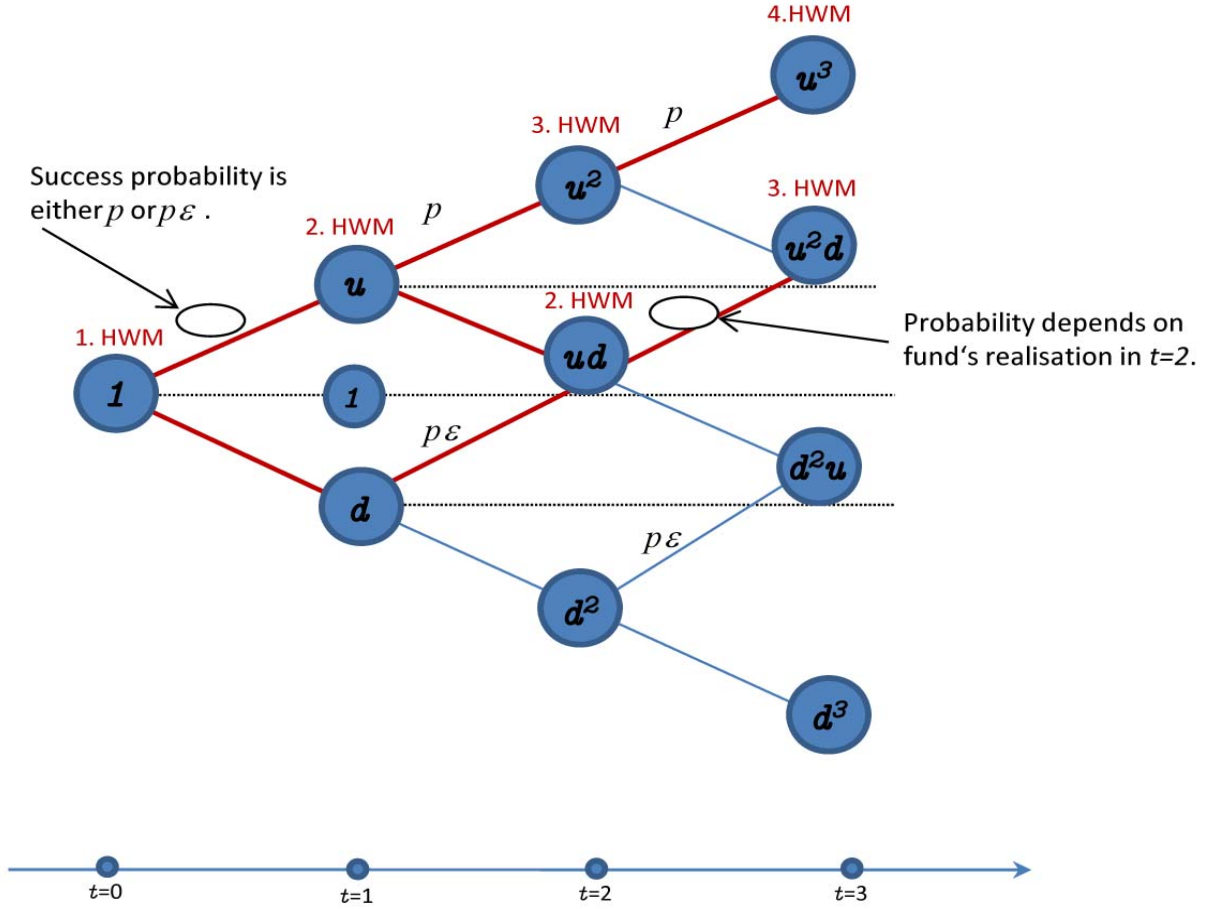 4.HWM
u³
p
3. HWM
u²
Success probability is
either p or pε .
3. HWM
u²d
p
2. HWM
u
2. HWM
Probability depends on
fund‘s realisation in t=2.
1. HWM
ud
1
1
pε
d²u
d
pε
d²
d³
t=0
t=1
t=2
t=3